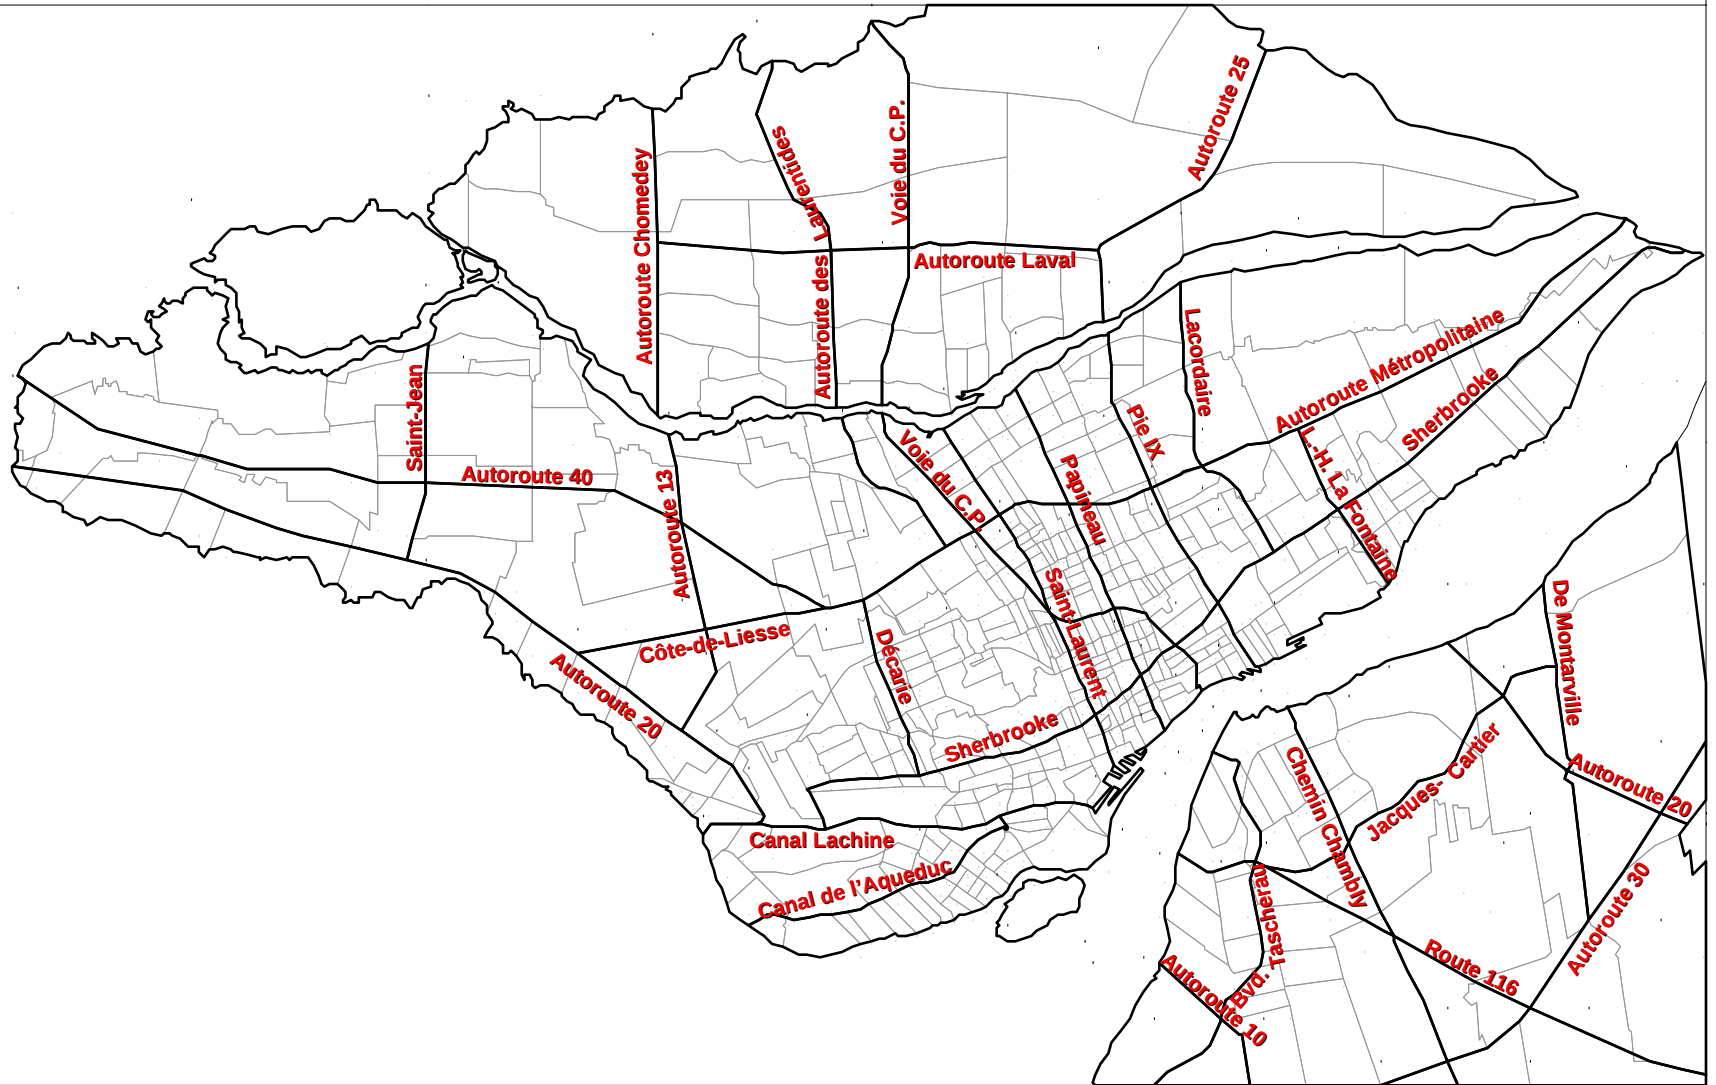 Autoroute 25
Voie du C.P.
Autoroute des Laurentides
Autoroute Chomedey
Autoroute Laval
Lacordaire
Autoroute Métropolitaine
Saint-Jean
Sherbrooke
Pie IX
L.-H. La Fontaine
Voie du C.P.
Papineau
Autoroute 40
Autoroute 13
Saint-Laurent
De Montarville
Côte-de-Liesse
Décarie
Autoroute 20
Sherbrooke
Chemin Chambly
Jacques- Cartier
Autoroute 20
Canal Lachine
Canal de l'Aqueduc
Bvd. Taschereau
Autoroute 30
Route 116
Autoroute 10